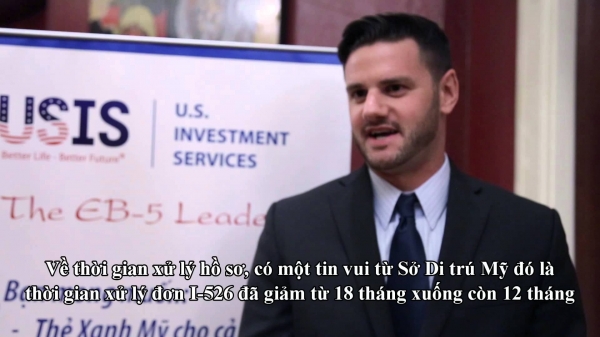 USIS
Better Life - Better Future
U.S.
INVESTMENT
SERVICES
The EB-5 Leade
Về thời gian xử lý hồ sơ, có một tin vui từ Sở Di trú Mỹ đó là
thời gian xử lý đơn I-526 đã giảm từ 18 tháng xuống còn 12 tháng
- Thẻ Xanh Mỹ cho cả